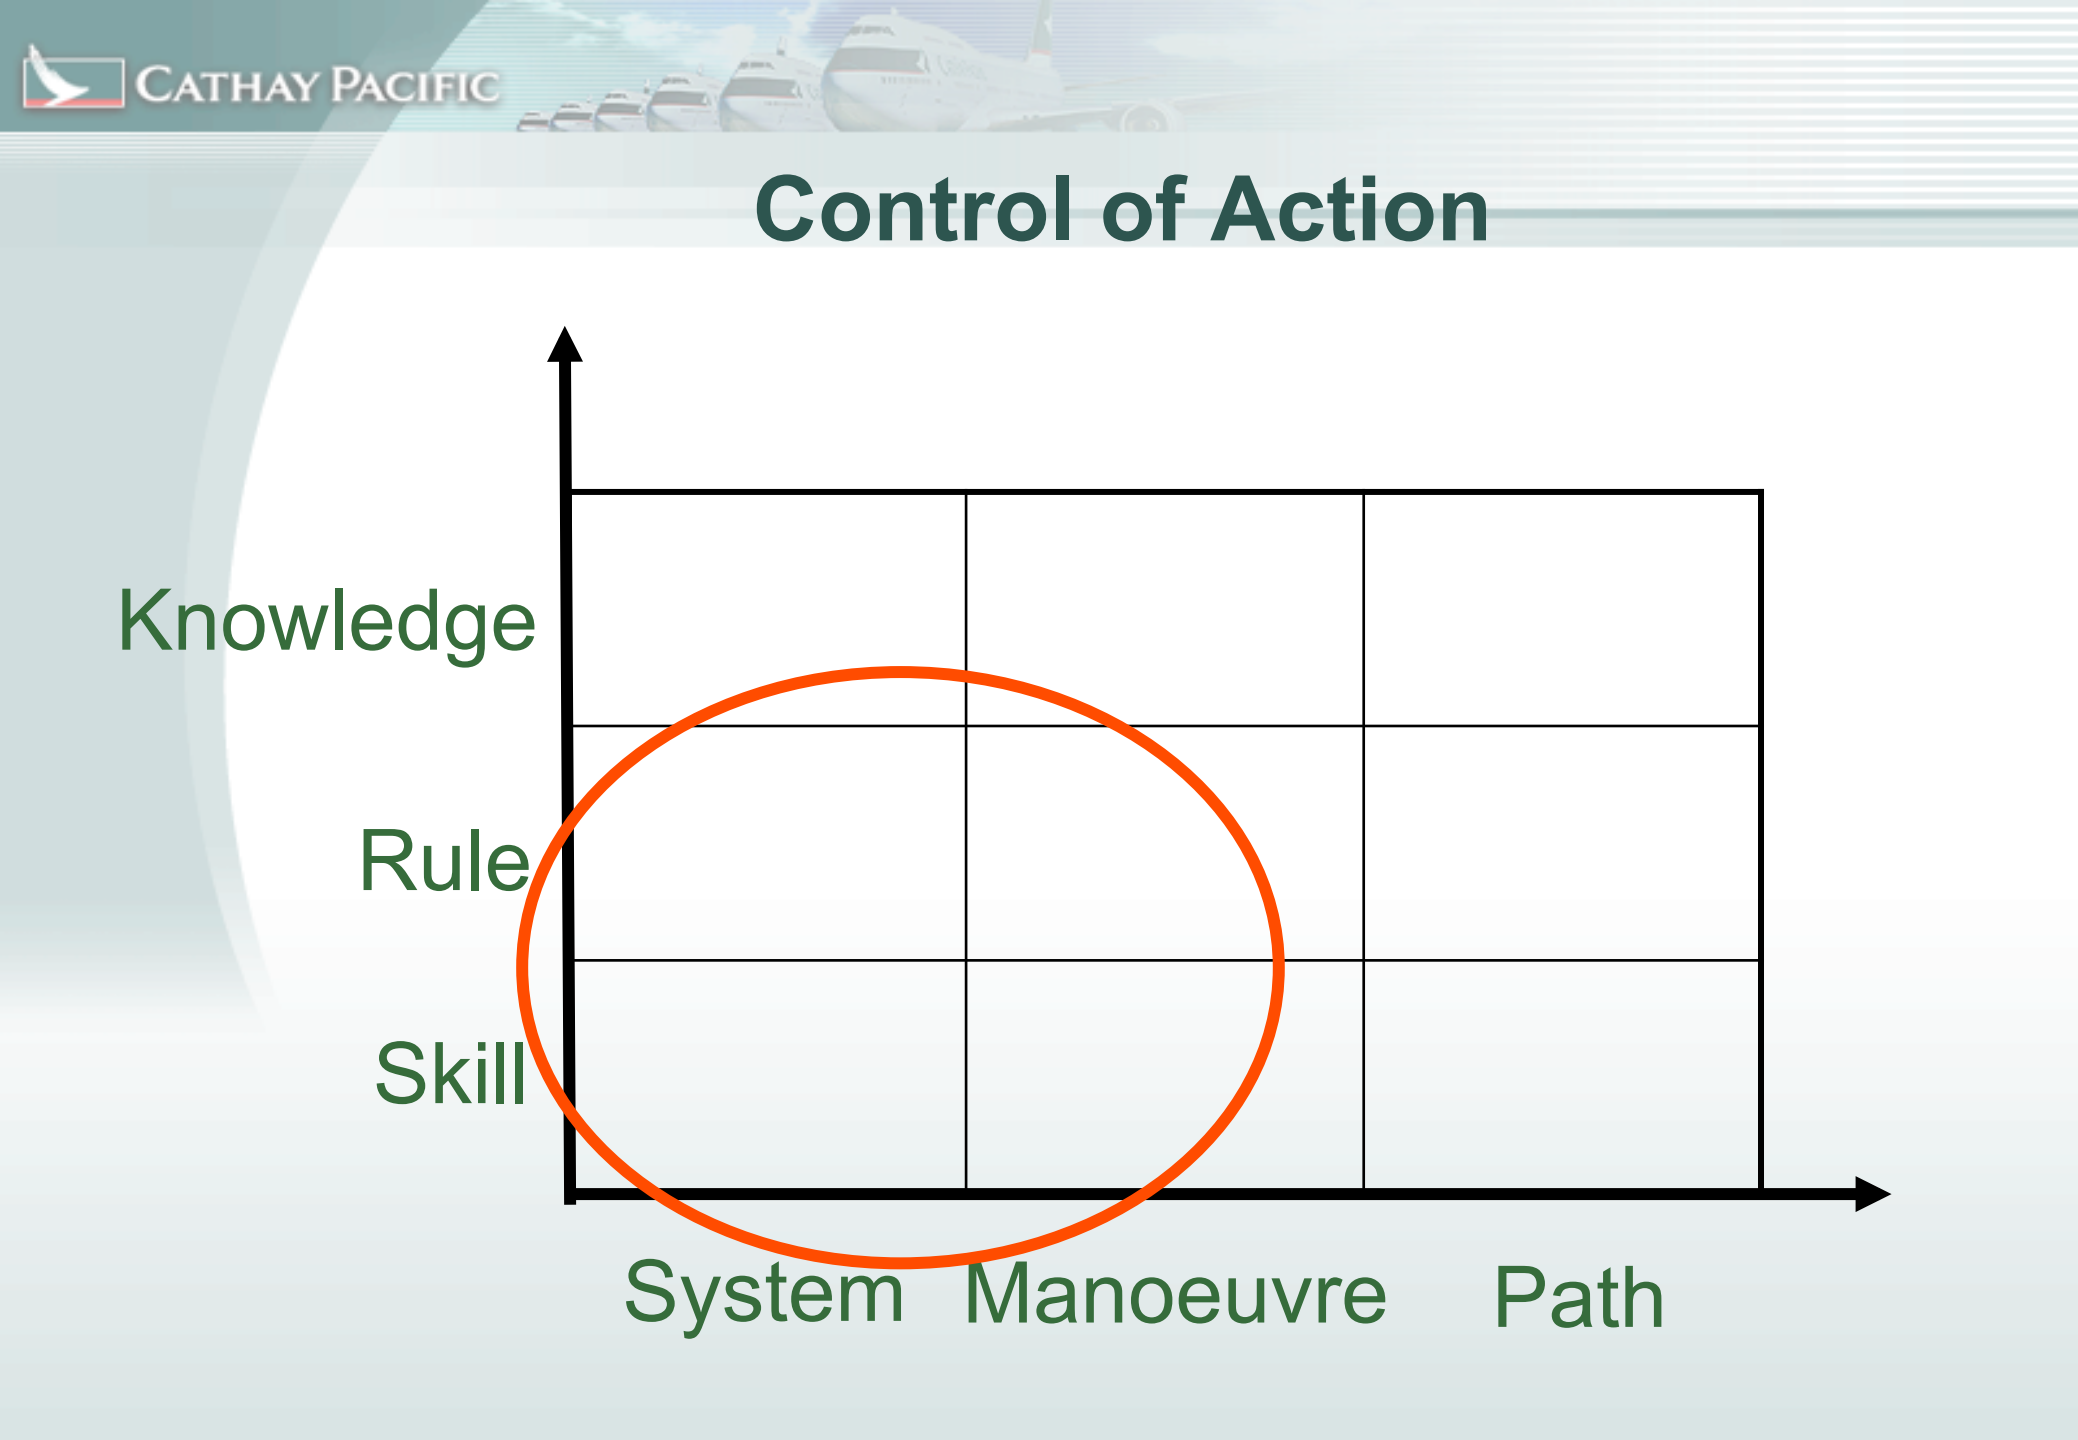 CATHAY PACIFIC
Control of Action
Knowledge
Rule
Skill
System Manoeuvre Path